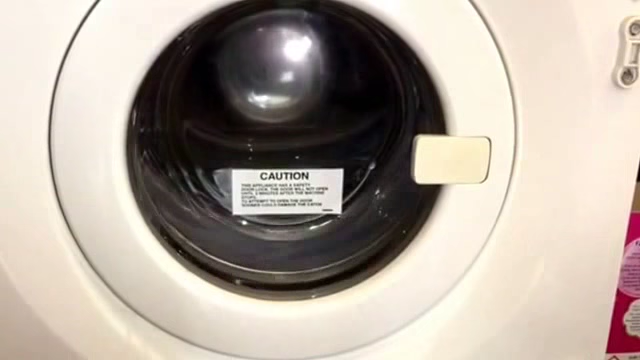 CAUTION
THIS APPLIANCE HAS A SAFETY
DOOR LOCK. THE DOOR WILL NOT OPEN
UNTIL 2 MINUTES AFTER THE MACHINE
STOPS.
TO ATTEMPT TO OPEN THE DOOR
SOONER COULD DAMAGE THE CATCH